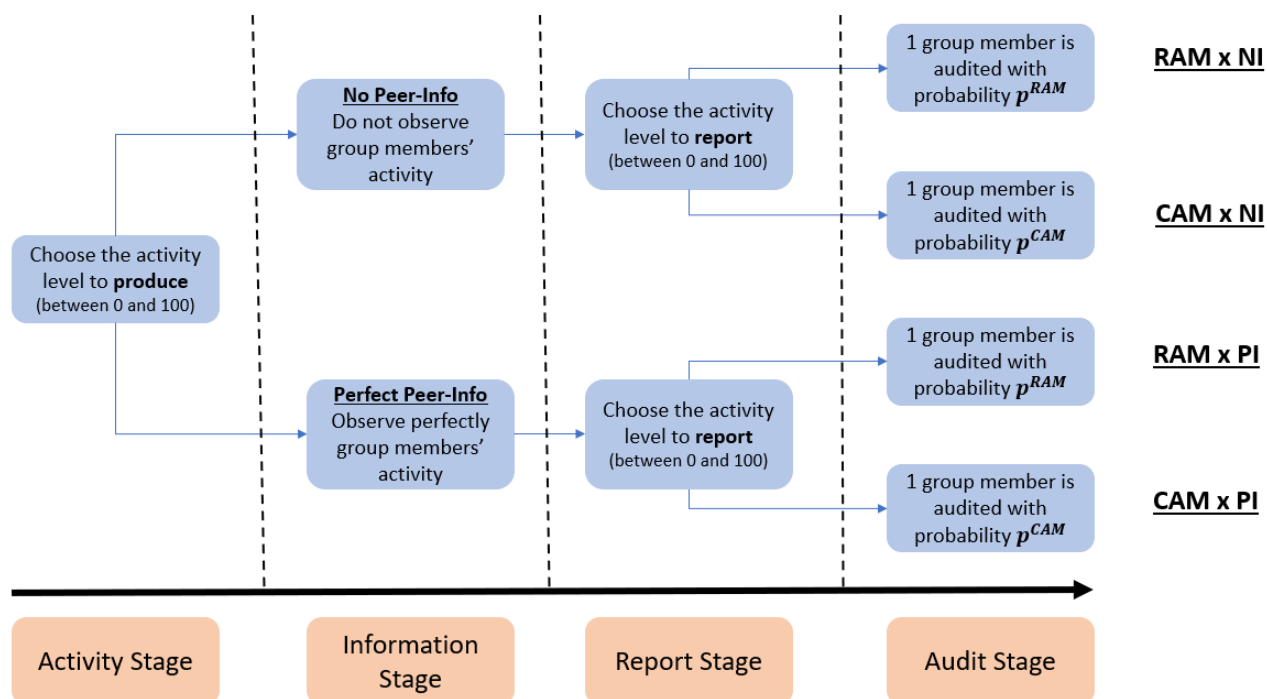 Choose the activity
level to produce
(between 0 and 100)
No Peer-Info
Do not observe
group members'
activity
Perfect Peer-Info
Observe perfectly
group members'
activity
Choose the activity
level to report
(between 0 and 100)
Choose the activity
level to report
(between 0 and 100)
1 group member is
audited with
probability p^RAM
1 group member is
audited with
probability p^CAM
1 group member is
audited with
probability p^RAM
1 group member is
audited with
probability p^CAM
RAM x NI
CAM x NI
RAM x PI
CAM x PI
Activity Stage
Information
Stage
Report Stage
Audit Stage